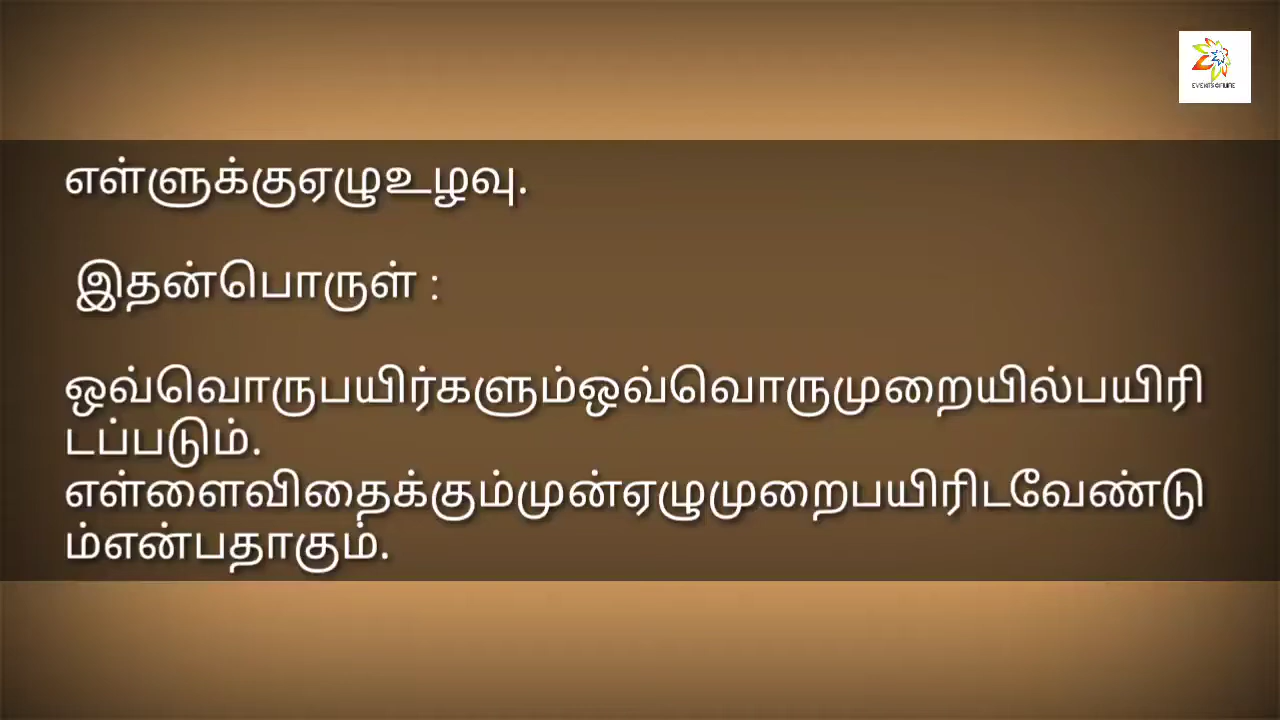 எள்ளுக்குஏழுஉழவு.
இதன்பொருள் :
ஒவ்வொருபயிர்களும்ஒவ்வொருமுறையில்பயிரி
டப்படும்.
எள்ளைவிதைக்கும்முன்ஏழுமுறைபயிரிடவேண்டு
ம்என்பதாகும்.